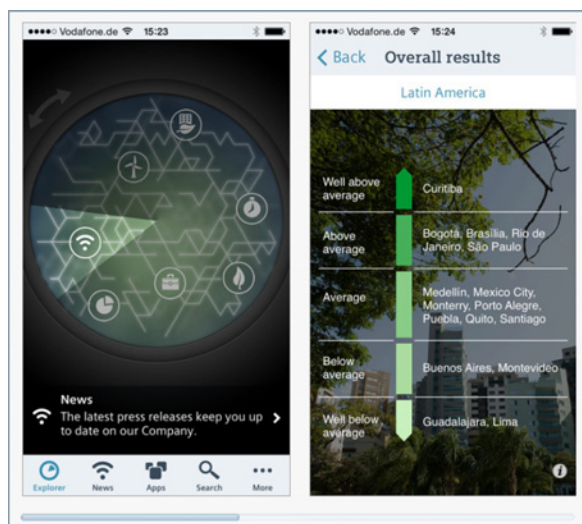 Vodafone.de 15:23
News
The latest press releases keep you up
to date on our Company.
Explorer News Apps Search More
Vodafone.de 15:24
Back Overall results
Latin America
Well above
average
Curitiba
Above
average
Bogotá, Brasília, Rio de
Janeiro, São Paulo
Average
Medellín, Mexico City,
Monterry, Porto Alegre,
Puebla, Quito, Santiago
Below
average
Buenos Aires, Montevideo
Well below
average
Guadalajara, Lima